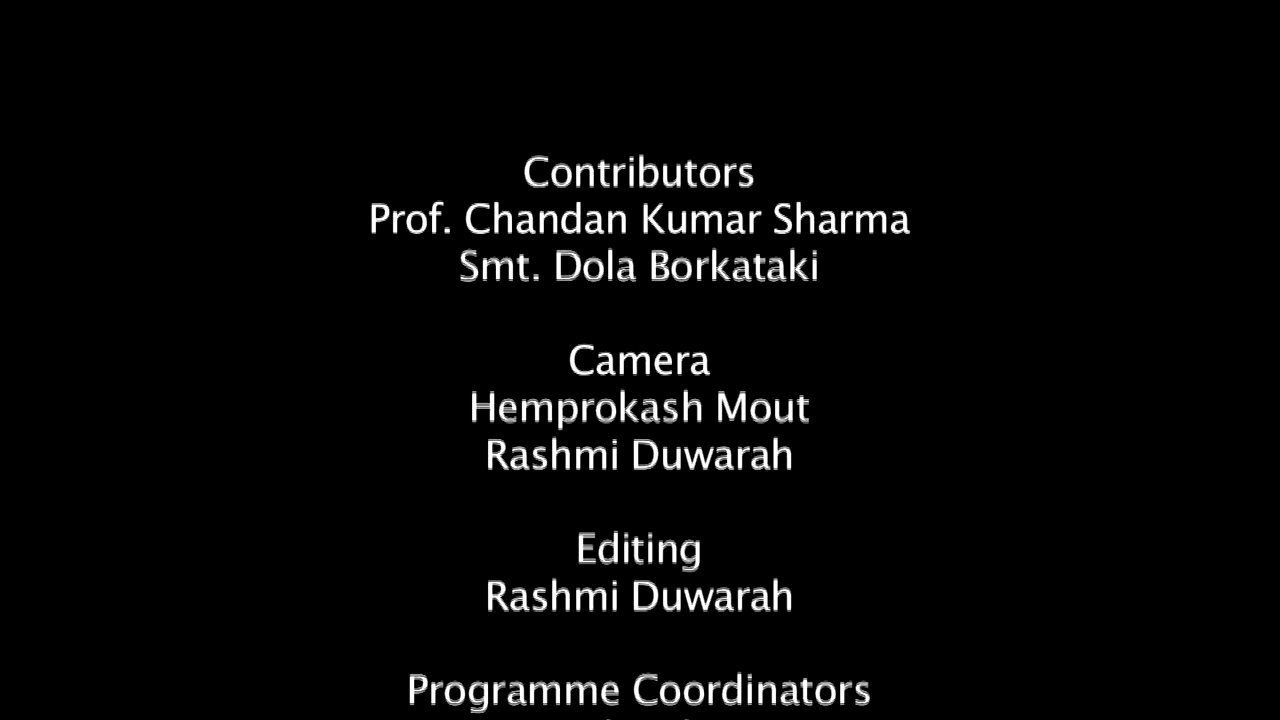 Contributors
Prof. Chandan Kumar Sharma
Smt. Dola Borkataki
Camera
Hemprokash Mout
Rashmi Duwarah
Editing
Rashmi Duwarah
Programme Coordinators